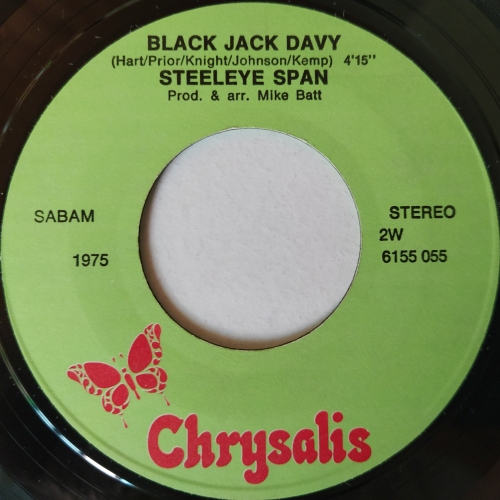 BLACK JACK DAVY
(Hart/Prior/Knight/Johnson/Kemp) 4'15''
STEELEYE SPAN
Prod. & arr. Mike Batt
SABAM
STEREO
2W
1975
6155 055
Chrysalis